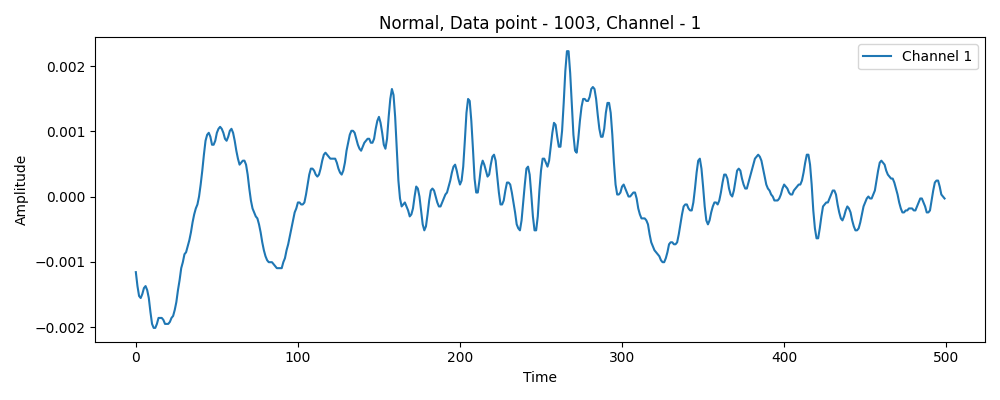 Normal, Data point - 1003, Channel - 1
Channel 1
0.002
0.001
0.000
−0.001
−0.002
Amplitude
0 100 200 300 400 500
Time